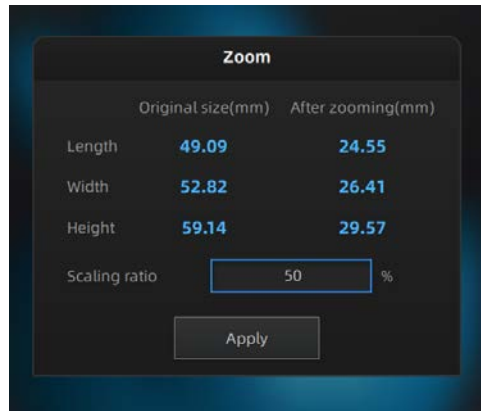 Zoom
Original size(mm) After zooming(mm)
Length 49.09 24.55
Width 52.82 26.41
Height 59.14 29.57
Scaling ratio 50 %
Apply